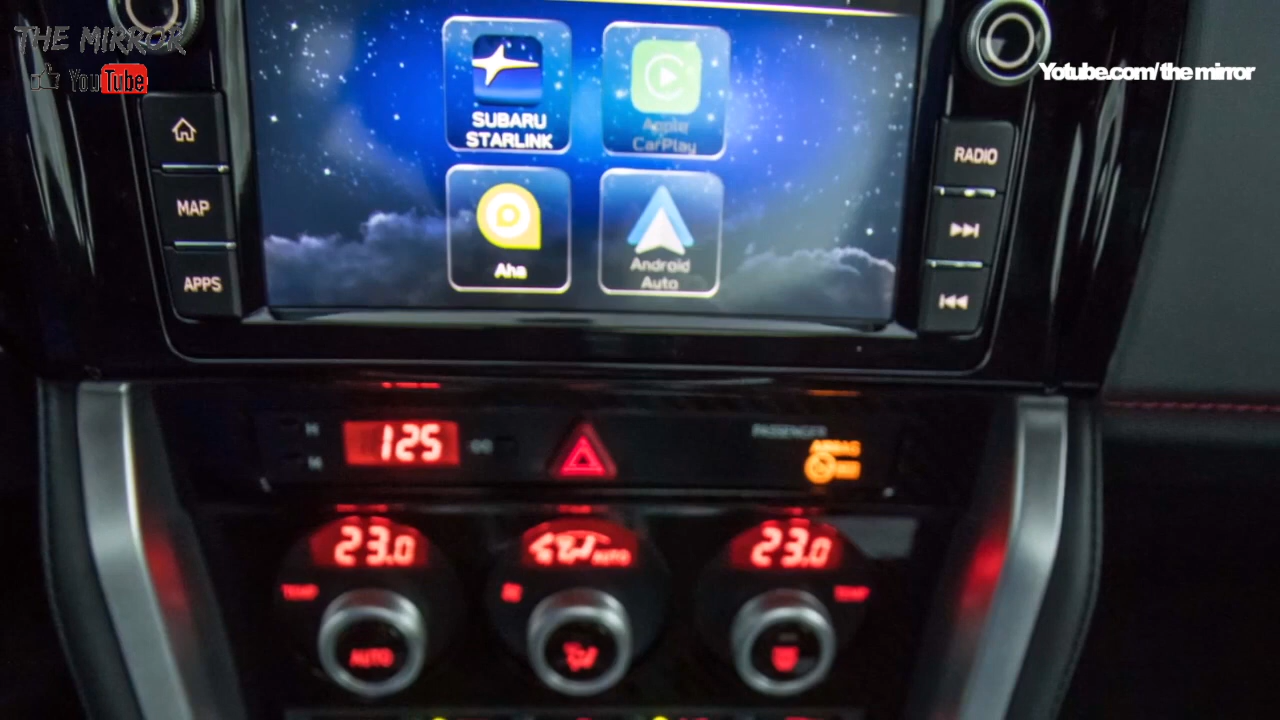 THE MIRROR
YouTube
Yotube.com/the mirror
SUBARU
STARLINK
Apple
CarPlay
MAP
RADIO
APPS
Aha
Android
Auto
H
M
125
PASSENGER
AIRBAG
23.0
AUTO
23.0
TEMP
TEMP
AUTO